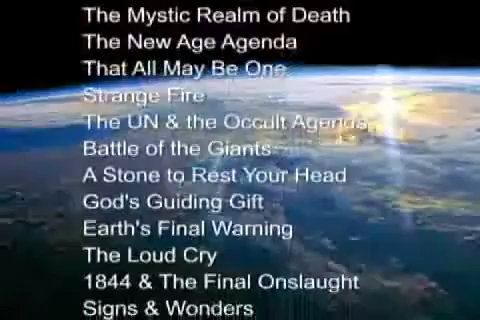 The Mystic Realm of Death
The New Age Agenda
That All May Be One
Strange Fire
The UN & the Occult Agenda
Battle of the Giants
A Stone to Rest Your Head
God's Guiding Gift
Earth's Final Warning
The Loud Cry
1844 & The Final Onslaught
Signs & Wonders